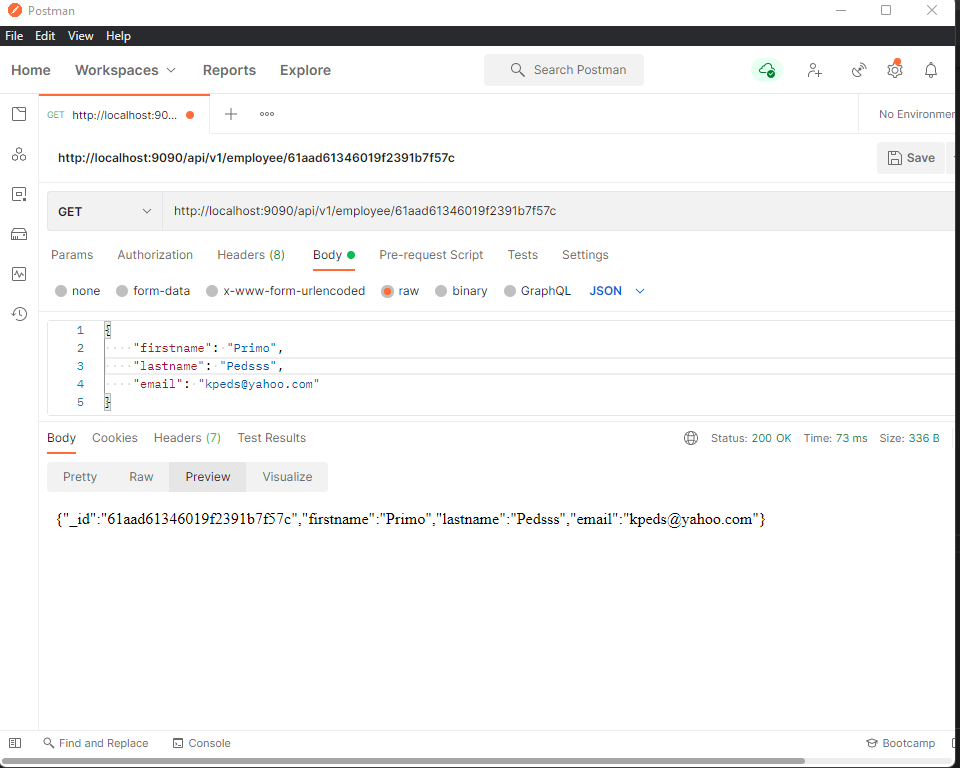 Postman
File Edit View Help
Home Workspaces Reports Explore Search Postman
GET http://localhost:90... No Environmen
http://localhost:9090/api/v1/employee/61aad61346019f2391b7f57c Save
GET http://localhost:9090/api/v1/employee/61aad61346019f2391b7f57c
Params Authorization Headers (8) Body Pre-request Script Tests Settings
none form-data x-www-form-urlencoded raw binary GraphQL JSON
1 {
2 "firstname": "Primo",
3 "lastname": "Pedsss",
4 "email": "kpeds@yahoo.com"
5 }
Body Cookies Headers (7) Test Results Status: 200 OK Time: 73 ms Size: 336 B
Pretty Raw Preview Visualize
{"_id":"61aad61346019f2391b7f57c","firstname":"Primo","lastname":"Pedsss","email":"kpeds@yahoo.com"}
Find and Replace Console Bootcamp